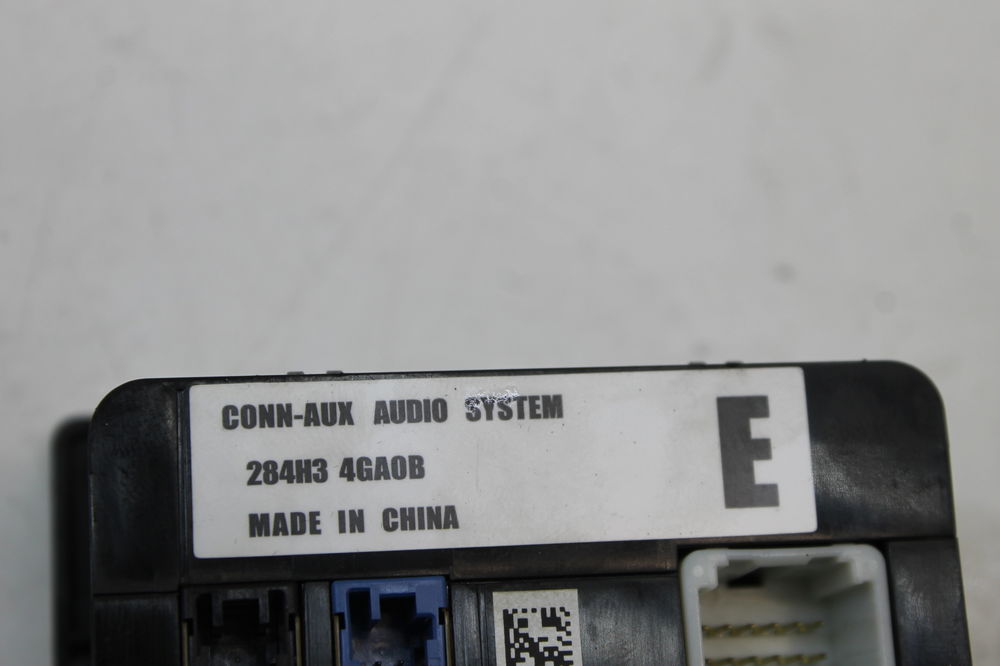 CONN-AUX AUDIO SYSTEM
284H3 4GA0B
MADE IN CHINA
E